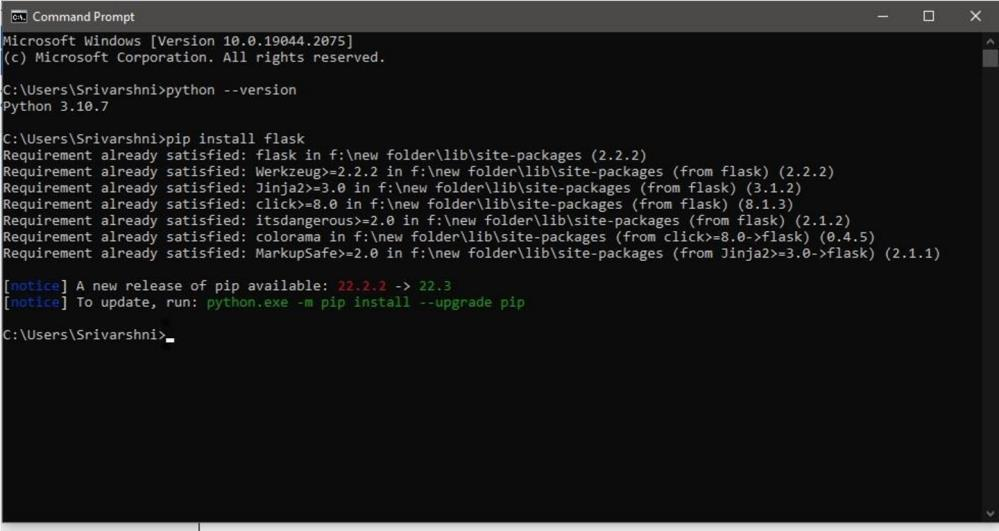 Command Prompt
Microsoft Windows [Version 10.0.19044.2075]
(c) Microsoft Corporation. All rights reserved.
C:\Users\Srivarshni>python --version
Python 3.10.7
C:\Users\Srivarshni>pip install flask
Requirement already satisfied: flask in f:\new folder\lib\site-packages (2.2.2)
Requirement already satisfied: Werkzeug>=2.2.2 in f:\new folder\lib\site-packages (from flask) (2.2.2)
Requirement already satisfied: Jinja2>=3.0 in f:\new folder\lib\site-packages (from flask) (3.1.2)
Requirement already satisfied: click>=8.0 in f:\new folder\lib\site-packages (from flask) (8.1.3)
Requirement already satisfied: itsdangerous>=2.0 in f:\new folder\lib\site-packages (from flask) (2.1.2)
Requirement already satisfied: colorama in f:\new folder\lib\site-packages (from click>=8.0->flask) (0.4.5)
Requirement already satisfied: MarkupSafe>=2.0 in f:\new folder\lib\site-packages (from Jinja2>=3.0->flask) (2.1.1)
[notice] A new release of pip available: 22.2.2 -> 22.3
[notice] To update, run: python.exe -m pip install --upgrade pip
C:\Users\Srivarshni>